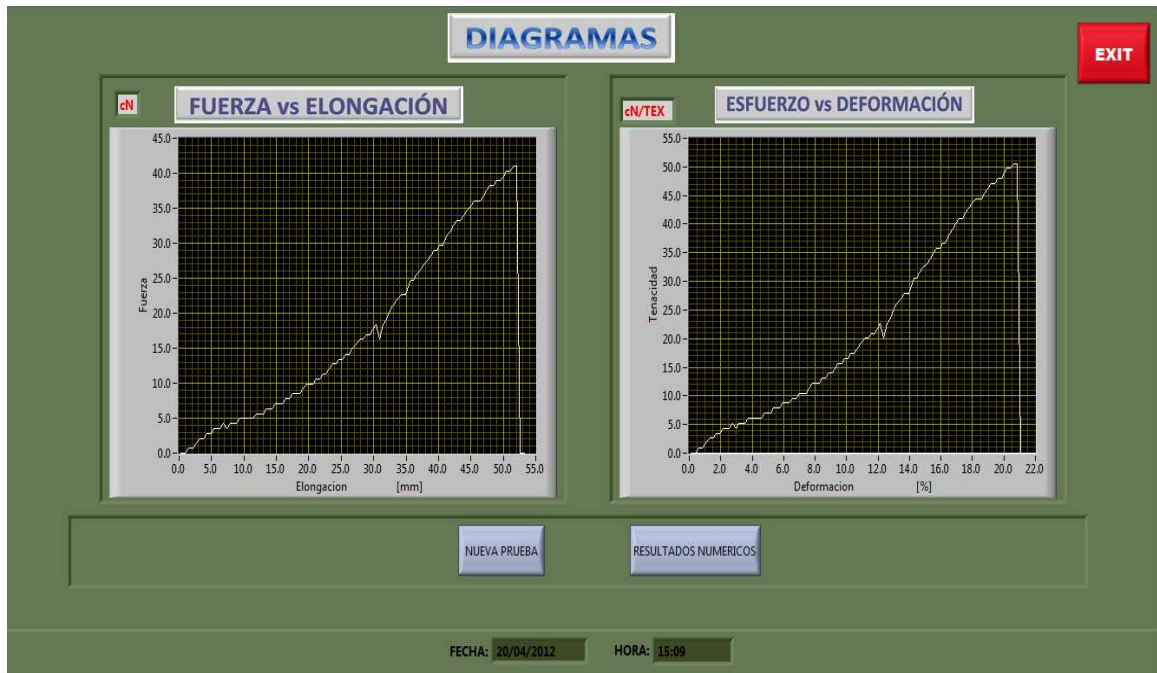 DIAGRAMAS
EXIT
cN
FUERZA vs ELONGACIÓN
45.0
40.0
35.0
30.0
25.0
20.0
15.0
10.0
5.0
0.0
Fuerza
0.0 5.0 10.0 15.0 20.0 25.0 30.0 35.0 40.0 45.0 50.0 55.0
Elongacion [mm]
cN/TEX
ESFUERZO vs DEFORMACIÓN
55.0
50.0
45.0
40.0
35.0
30.0
25.0
20.0
15.0
10.0
5.0
0.0
Tenacidad
0.0 2.0 4.0 6.0 8.0 10.0 12.0 14.0 16.0 18.0 20.0 22.0
Deformacion [%]
NUEVA PRUEBA
RESULTADOS NUMERICOS
FECHA: 20/04/2012 HORA: 15:09